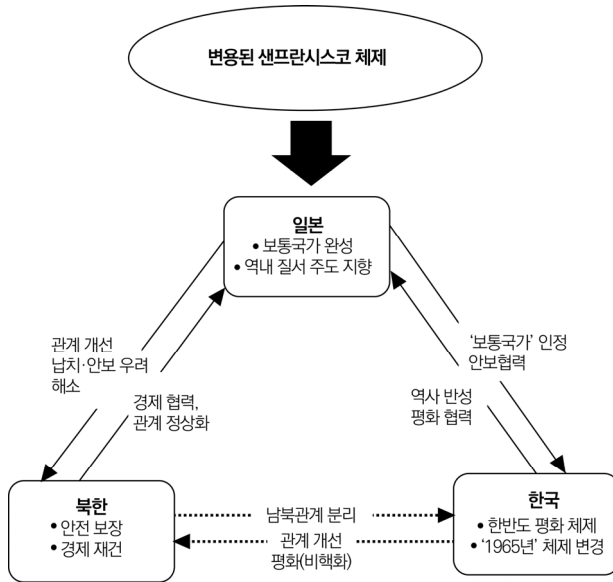 변용된 샌프란시스코 체제
일본
• 보통국가 완성
• 역내 질서 주도 지향
관계 개선
납치·안보 우려
해소
경제 협력,
관계 정상화
‘보통국가’ 인정
안보협력
역사 반성
평화 협력
북한
• 안전 보장
• 경제 재건
남북관계 분리
관계 개선
평화(비핵화)
한국
• 한반도 평화 체제
• ‘1965년’ 체제 변경